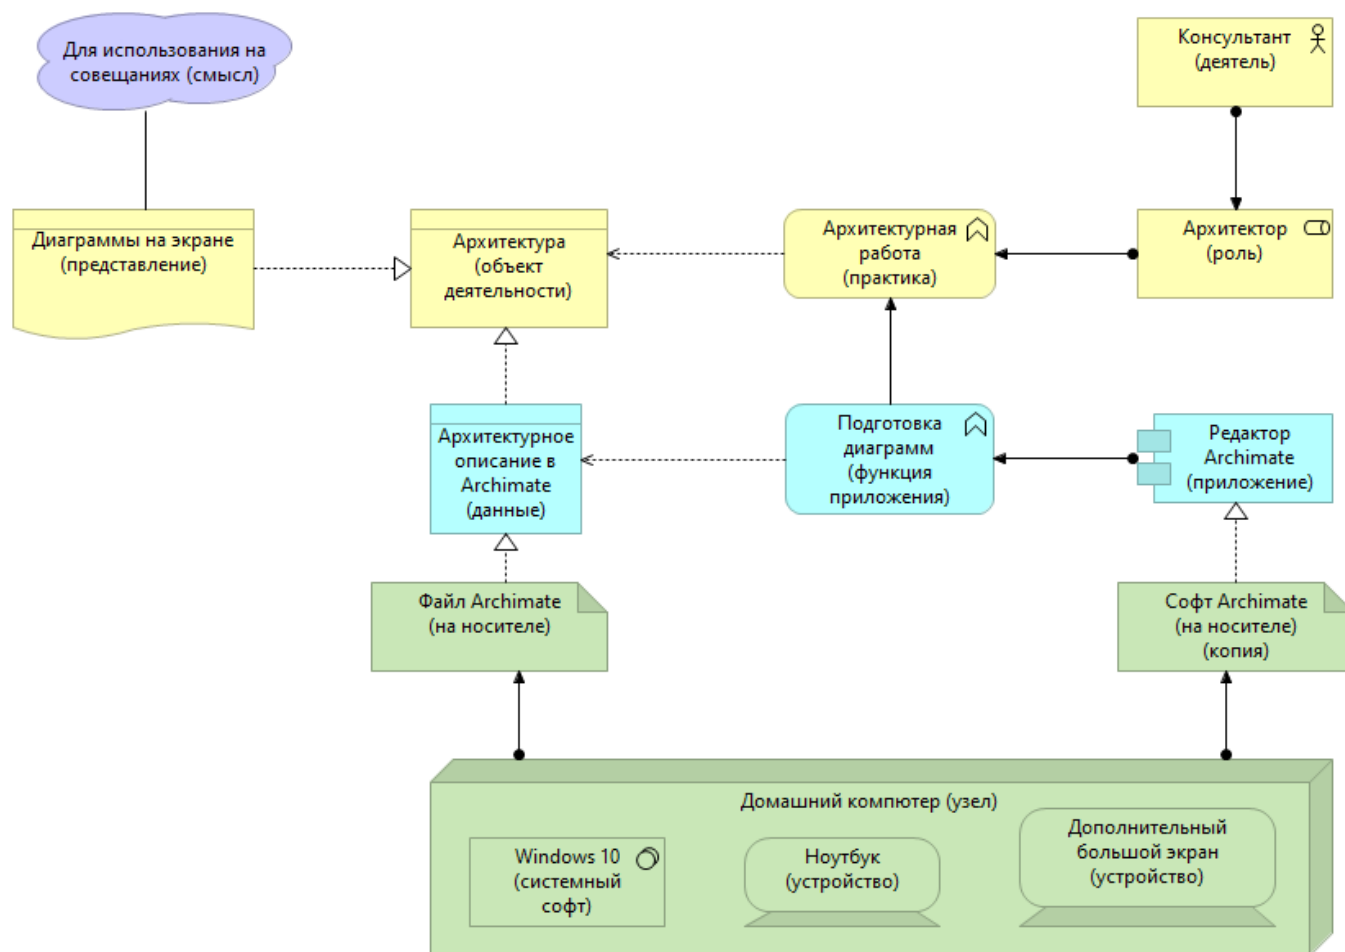 Для использования на
совещаниях (смысл)
Консультант
(деятель)
Диаграммы на экране
(представление)
Архитектура
(объект
деятельности)
Архитектурная
работа
(практика)
Архитектор
(роль)
Архитектурное
описание в
Archimate
(данные)
Подготовка
диаграмм
(функция
приложения)
Редактор
Archimate
(приложение)
Файл Archimate
(на носителе)
Софт Archimate
(на носителе)
(копия)
Домашний компютер (узел)
Windows 10
(системный
софт)
Ноутбук
(устройство)
Дополнительный
большой экран
(устройство)